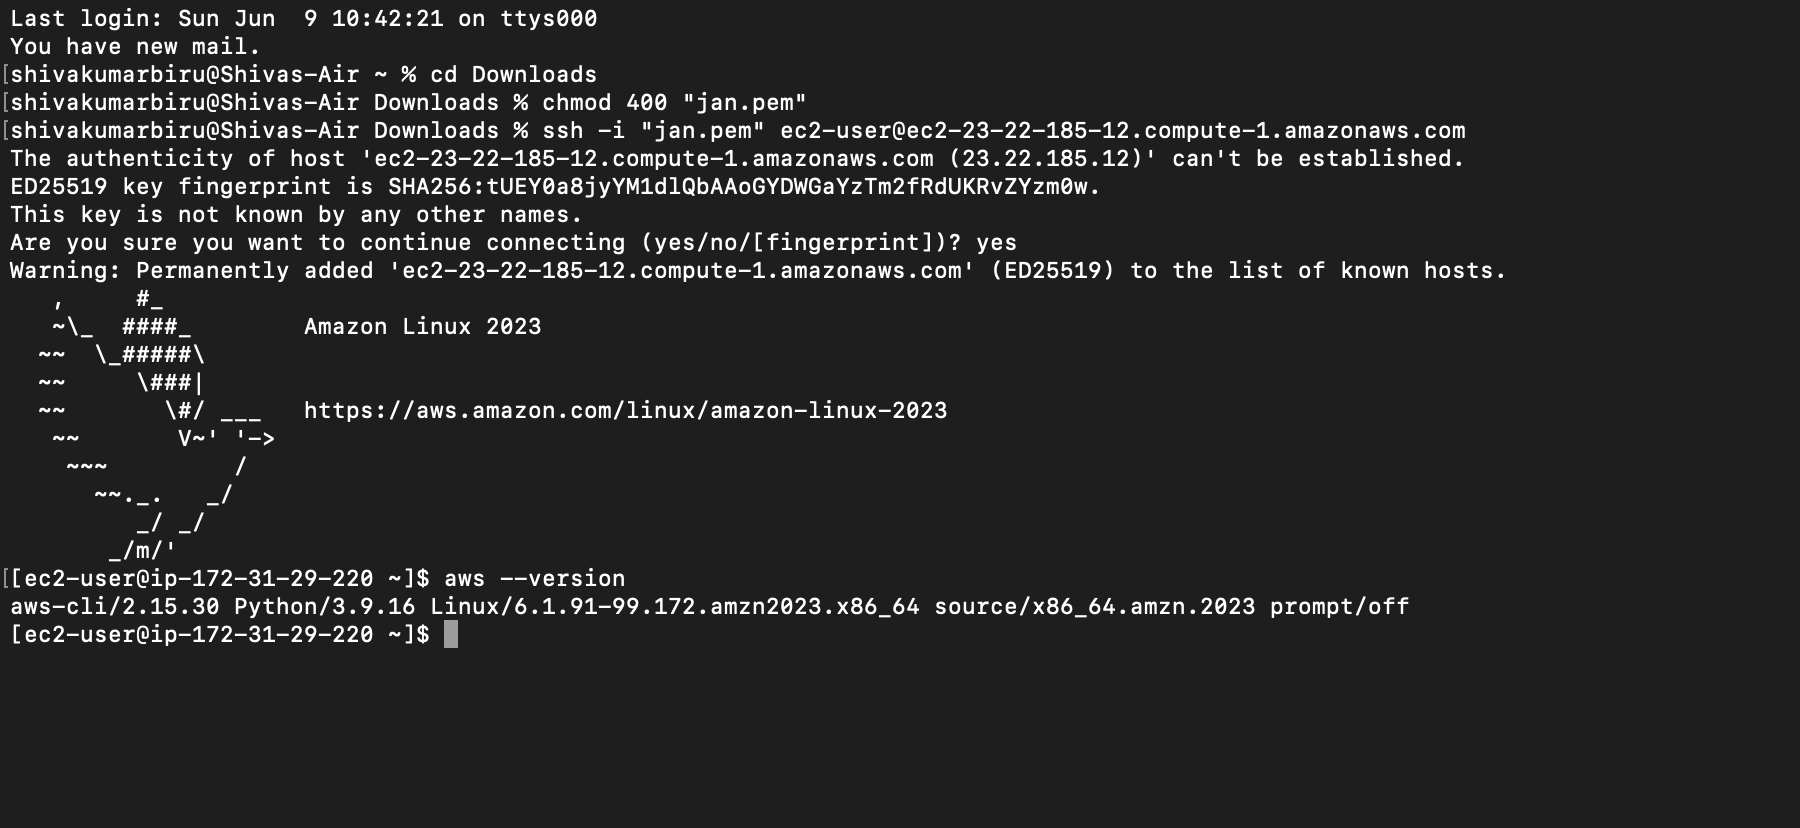 Last login: Sun Jun  9 10:42:21 on ttys000
You have new mail.
[shivakumarbiru@Shivas-Air ~ % cd Downloads
[shivakumarbiru@Shivas-Air Downloads % chmod 400 "jan.pem"
[shivakumarbiru@Shivas-Air Downloads % ssh -i "jan.pem" ec2-user@ec2-23-22-185-12.compute-1.amazonaws.com
The authenticity of host 'ec2-23-22-185-12.compute-1.amazonaws.com (23.22.185.12)' can't be established.
ED25519 key fingerprint is SHA256:tUEY0a8jyYM1dlQbAAoGYDWGaYzTm2fRdUKRvZYzm0w.
This key is not known by any other names.
Are you sure you want to continue connecting (yes/no/[fingerprint])? yes
Warning: Permanently added 'ec2-23-22-185-12.compute-1.amazonaws.com' (ED25519) to the list of known hosts.
   ,     #_
   ~\_  ####_        Amazon Linux 2023
  ~~  \_#####\
  ~~     \###|
  ~~       \#/ ___   https://aws.amazon.com/linux/amazon-linux-2023
   ~~       V~' '->
    ~~~         /
      ~~._.   _/
         _/ _/
       _/m/'
[[ec2-user@ip-172-31-29-220 ~]$ aws --version
aws-cli/2.15.30 Python/3.9.16 Linux/6.1.91-99.172.amzn2023.x86_64 source/x86_64.amzn.2023 prompt/off
[ec2-user@ip-172-31-29-220 ~]$